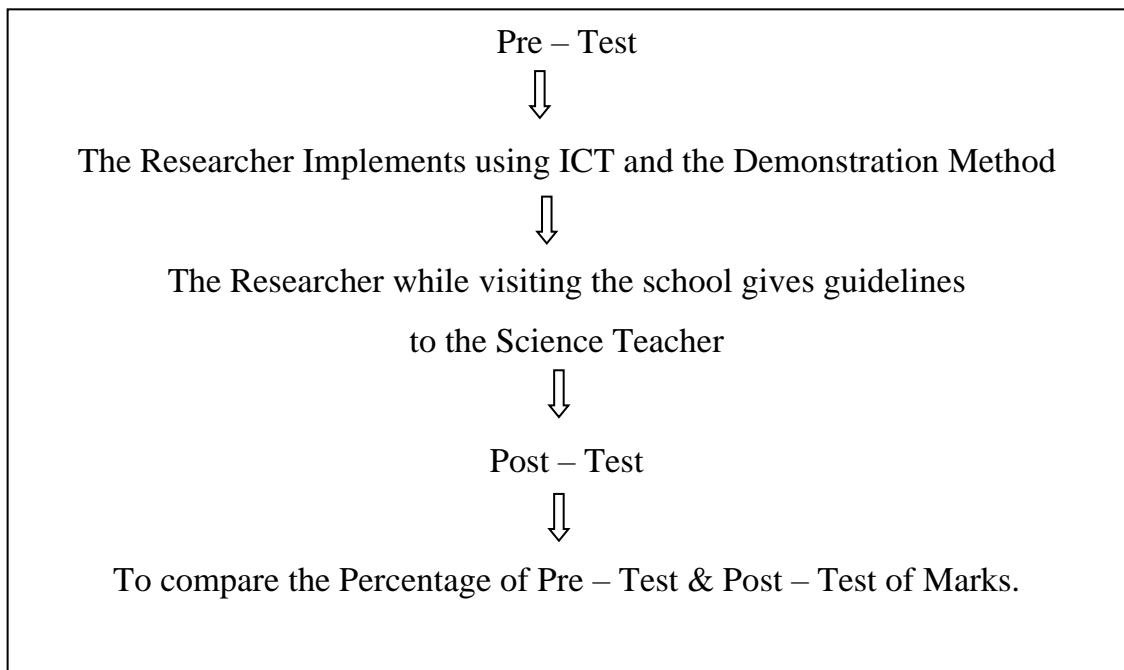 Pre – Test
The Researcher Implements using ICT and the Demonstration Method
The Researcher while visiting the school gives guidelines
to the Science Teacher
Post – Test
To compare the Percentage of Pre – Test & Post – Test of Marks.